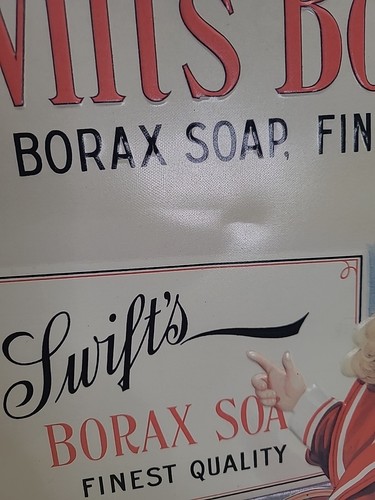 BORAX SOAP, FIN
Swift's
BORAX SOA
FINEST QUALITY